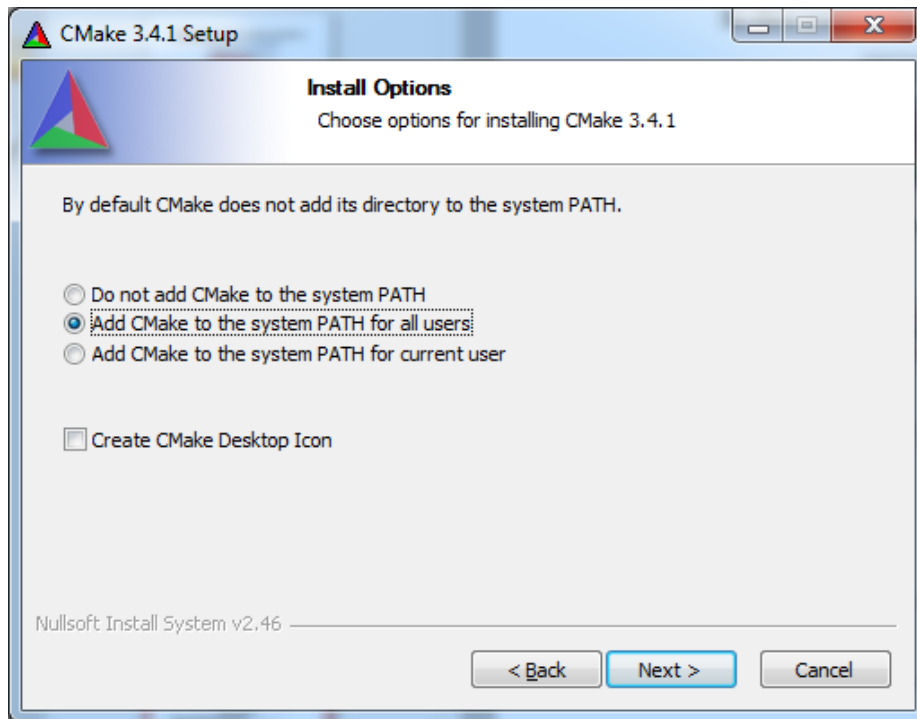 CMake 3.4.1 Setup
Install Options
Choose options for installing CMake 3.4.1
By default CMake does not add its directory to the system PATH.
Do not add CMake to the system PATH
Add CMake to the system PATH for all users
Add CMake to the system PATH for current user
Create CMake Desktop Icon
Nullsoft Install System v2.46
< Back Next > Cancel